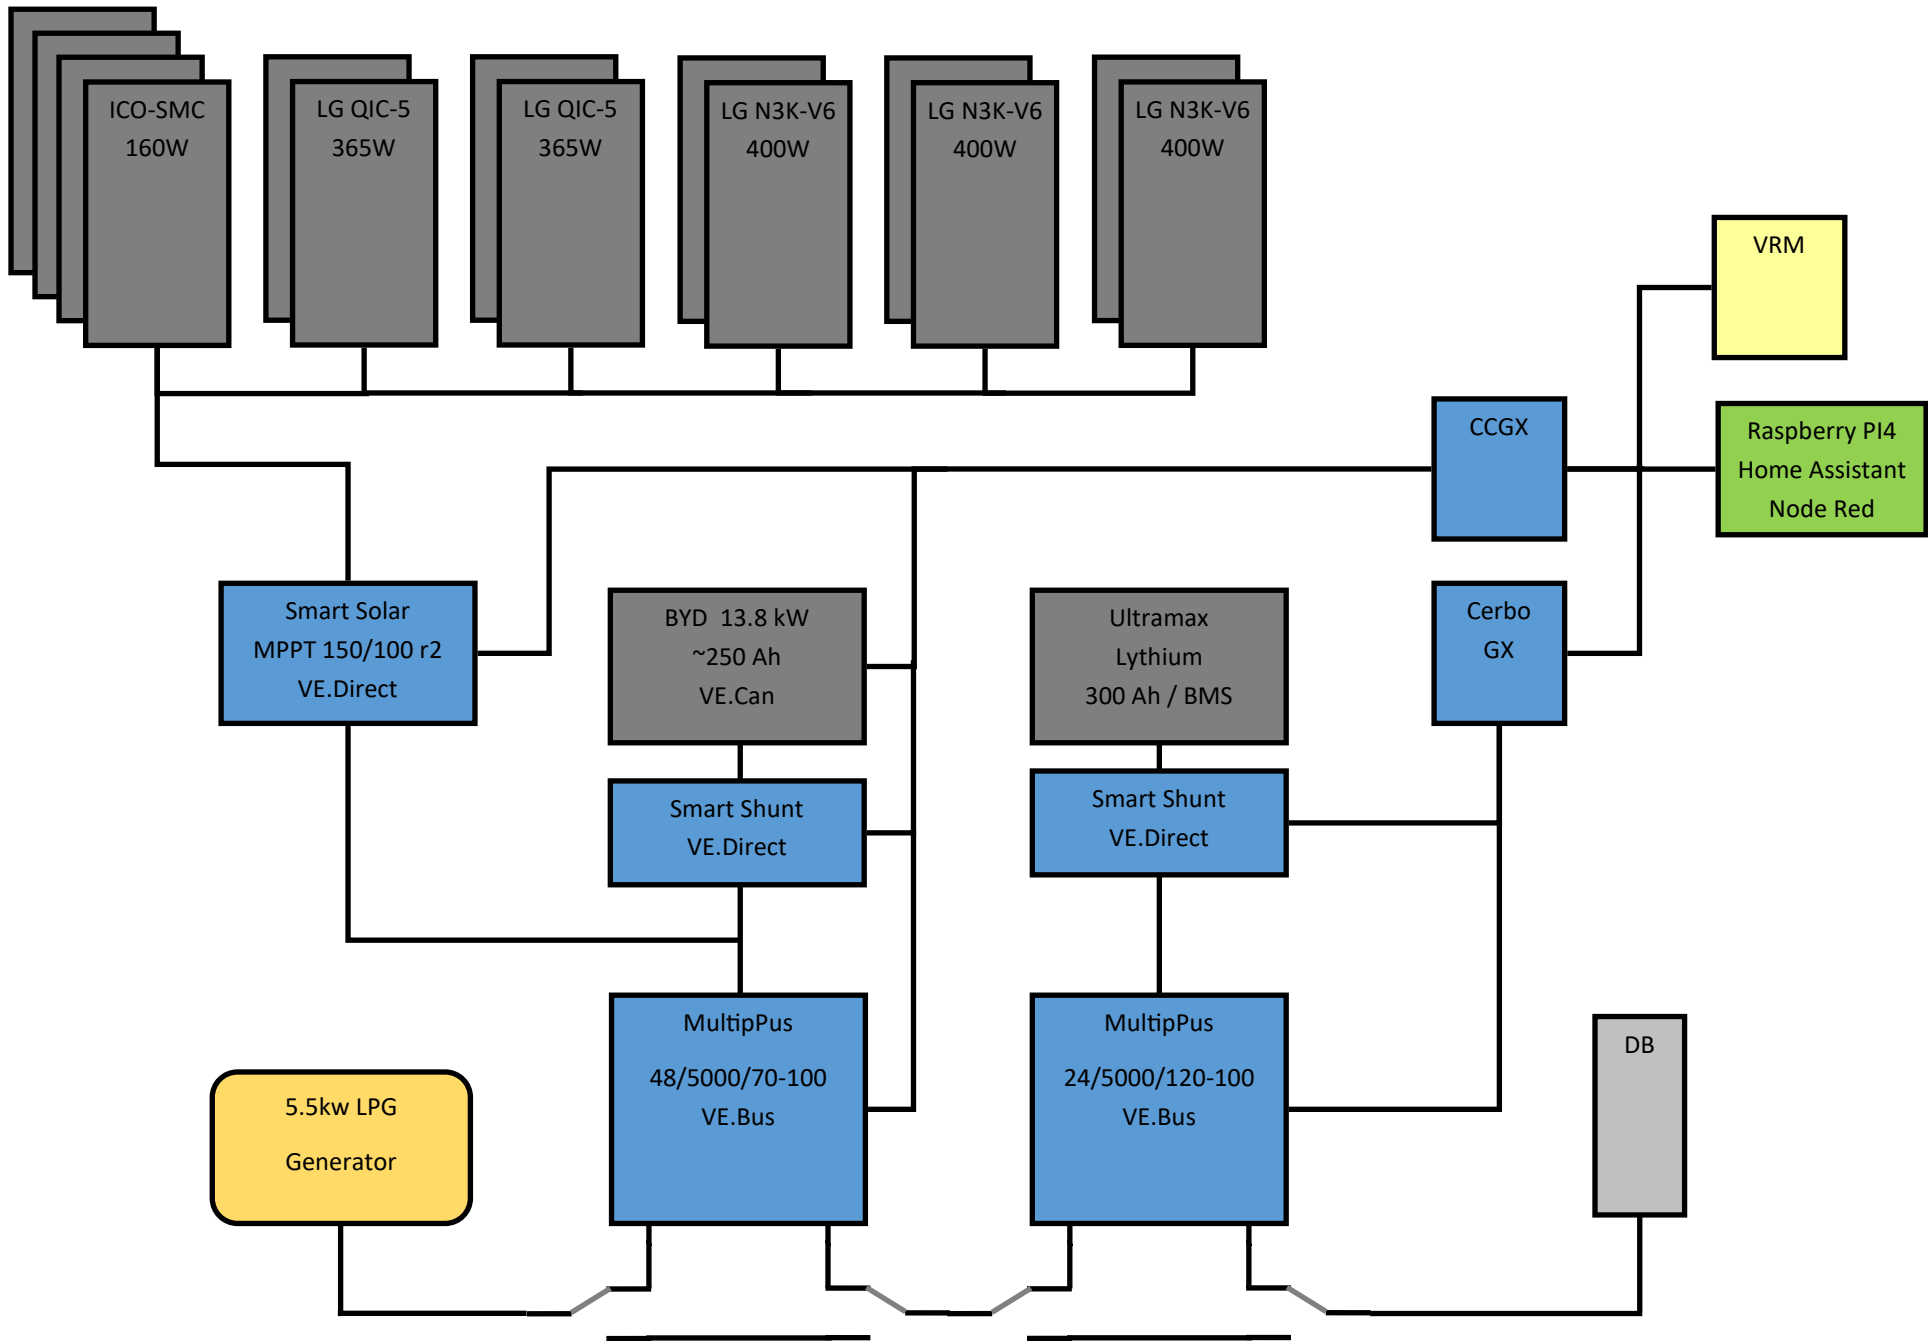 ICO-SMC
160W
LG QIC-5
365W
LG QIC-5
365W
LG N3K-V6
400W
LG N3K-V6
400W
LG N3K-V6
400W
VRM
CCGX
Raspberry PI4
Home Assistant
Node Red
Smart Solar
MPPT 150/100 r2
VE.Direct
BYD  13.8 kW
~250 Ah
VE.Can
Ultramax
Lythium
300 Ah / BMS
Cerbo
GX
Smart Shunt
VE.Direct
Smart Shunt
VE.Direct
MultipPus
48/5000/70-100
VE.Bus
MultipPus
24/5000/120-100
VE.Bus
DB
5.5kw LPG
Generator